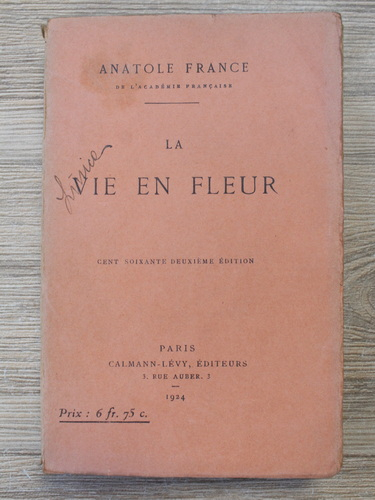 ANATOLE FRANCE
DE L'ACADÉMIE FRANÇAISE
LA
VIE EN FLEUR
CENT SOIXANTE DEUXIÈME ÉDITION
PARIS
CALMANN-LÉVY, ÉDITEURS
3, RUE AUBER, 3
1924
Prix : 6 fr. 75 c.